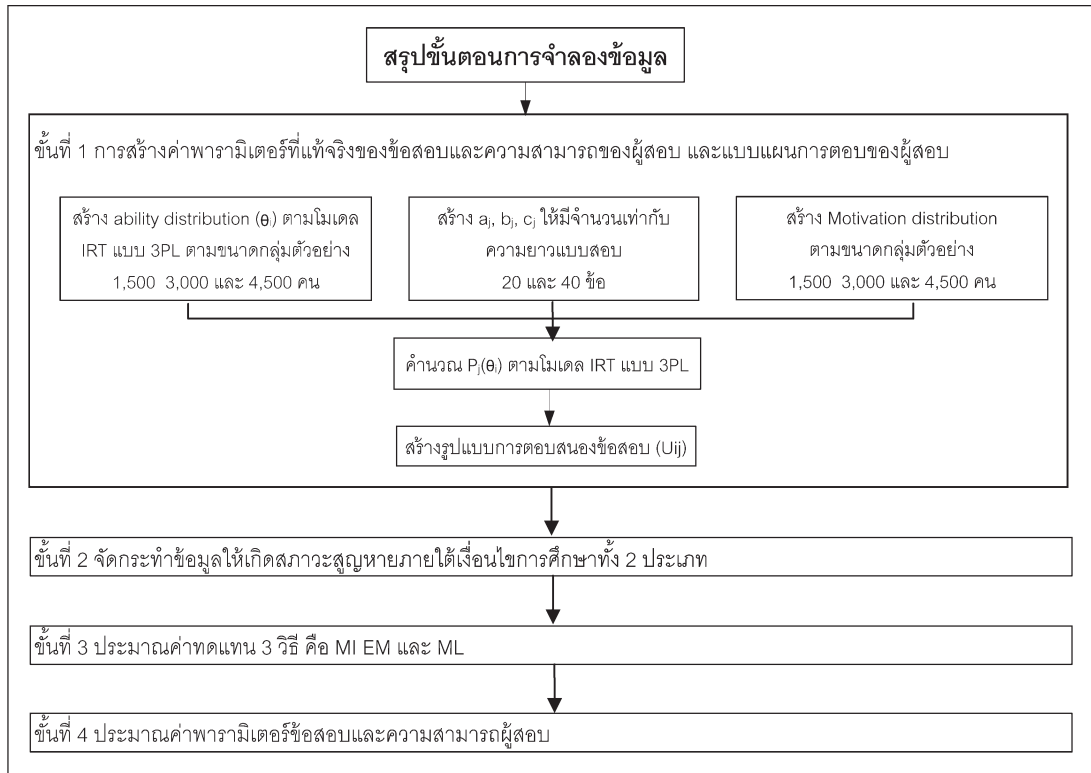 สรุปขั้นตอนการจำลองข้อมูล
ขั้นที่ 1 การสร้างค่าพารามิเตอร์ที่แท้จริงของข้อสอบและความสามารถของผู้สอบ และแบบแผนการตอบของผู้สอบ
สร้าง ability distribution (θᵢ) ตามโมเดล
IRT แบบ 3PL ตามขนาดกลุ่มตัวอย่าง
1,500 3,000 และ 4,500 คน
สร้าง aⱼ, bⱼ, cⱼ ให้มีจำนวนเท่ากับ
ความยาวแบบสอบ
20 และ 40 ข้อ
สร้าง Motivation distribution
ตามขนาดกลุ่มตัวอย่าง
1,500 3,000 และ 4,500 คน
คำนวณ Pⱼ(θᵢ) ตามโมเดล IRT แบบ 3PL
สร้างรูปแบบการตอบสนองข้อสอบ (Uij)
ขั้นที่ 2 จัดกระทำข้อมูลให้เกิดสภาวะสูญหายภายใต้เงื่อนไขการศึกษาทั้ง 2 ประเภท
ขั้นที่ 3 ประมาณค่าทดแทน 3 วิธี คือ MI EM และ ML
ขั้นที่ 4 ประมาณค่าพารามิเตอร์ข้อสอบและความสามารถผู้สอบ